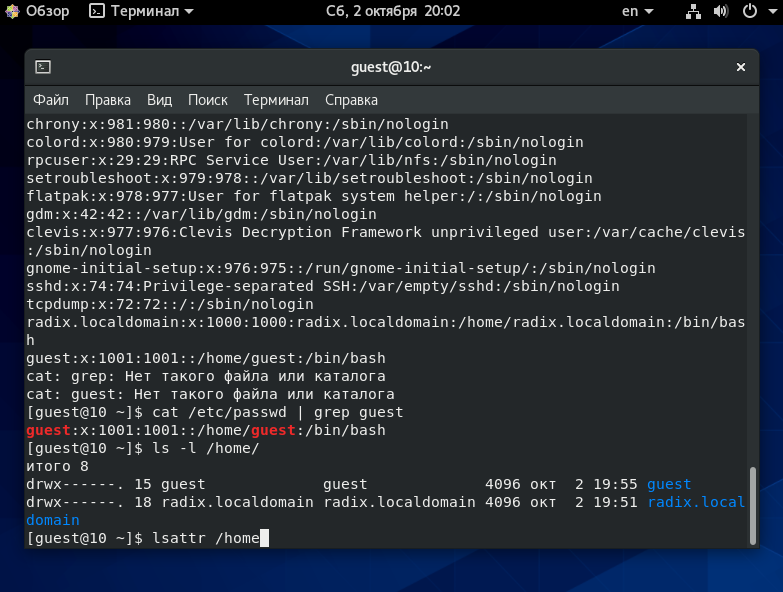 Обзор Терминал Сб, 2 октября 20:02 en
guest@10:~
Файл Правка Вид Поиск Терминал Справка
chrony:x:981:980::/var/lib/chrony:/sbin/nologin
colord:x:980:979:User for colord:/var/lib/colord:/sbin/nologin
rpcuser:x:29:29:RPC Service User:/var/lib/nfs:/sbin/nologin
setroubleshoot:x:979:978::/var/lib/setroubleshoot:/sbin/nologin
flatpak:x:978:977:User for flatpak system helper:/:/sbin/nologin
gdm:x:42:42::/var/lib/gdm:/sbin/nologin
clevis:x:977:976:Clevis Decryption Framework unprivileged user:/var/cache/clevis
:/sbin/nologin
gnome-initial-setup:x:976:975::/run/gnome-initial-setup/:/sbin/nologin
sshd:x:74:74:Privilege-separated SSH:/var/empty/sshd:/sbin/nologin
tcpdump:x:72:72::/:/sbin/nologin
radix.localdomain:x:1000:1000:radix.localdomain:/home/radix.localdomain:/bin/bas
h
guest:x:1001:1001::/home/guest:/bin/bash
cat: grep: Нет такого файла или каталога
cat: guest: Нет такого файла или каталога
[guest@10 ~]$ cat /etc/passwd | grep guest
guest:x:1001:1001::/home/guest:/bin/bash
[guest@10 ~]$ ls -l /home/
итого 8
drwx------. 15 guest             guest             4096 окт  2 19:55 guest
drwx------. 18 radix.localdomain radix.localdomain 4096 окт  2 19:51 radix.local
domain
[guest@10 ~]$ lsattr /home